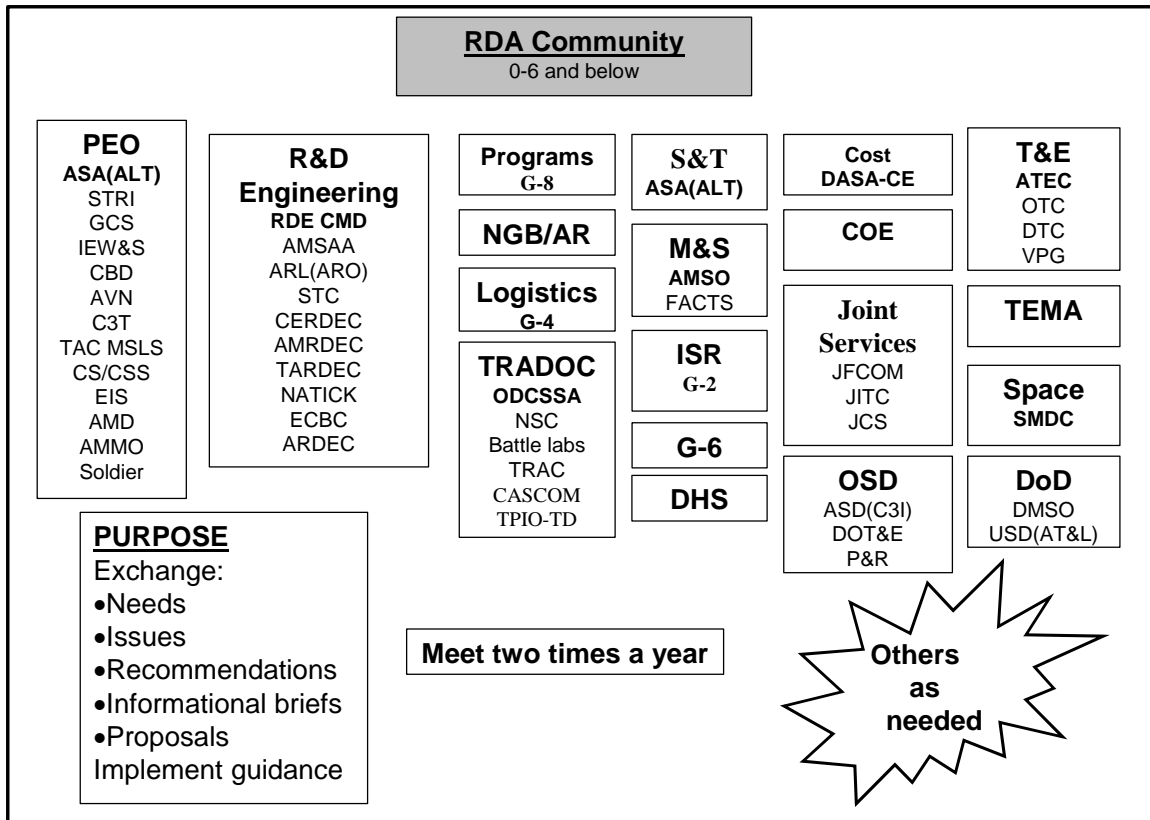 RDA Community
0-6 and below
PEO
ASA(ALT)
STRI
GCS
IEW&S
CBD
AVN
C3T
TAC MSLS
CS/CSS
EIS
AMD
AMMO
Soldier
R&D
Engineering
RDE CMD
AMSAA
ARL(ARO)
STC
CERDEC
AMRDEC
TARDEC
NATICK
ECBC
ARDEC
Programs
G-8
NGB/AR
Logistics
G-4
TRADOC
ODCSSA
NSC
Battle labs
TRAC
CASCOM
TPIO-TD
S&T
ASA(ALT)
M&S
AMSO
FACTS
ISR
G-2
G-6
DHS
Cost
DASA-CE
COE
Joint
Services
JFCOM
JITC
JCS
OSD
ASD(C3I)
DOT&E
P&R
T&E
ATEC
OTC
DTC
VPG
TEMA
Space
SMDC
DoD
DMSO
USD(AT&L)
PURPOSE
Exchange:
•Needs
•Issues
•Recommendations
•Informational briefs
•Proposals
Implement guidance
Meet two times a year
Others
as
needed